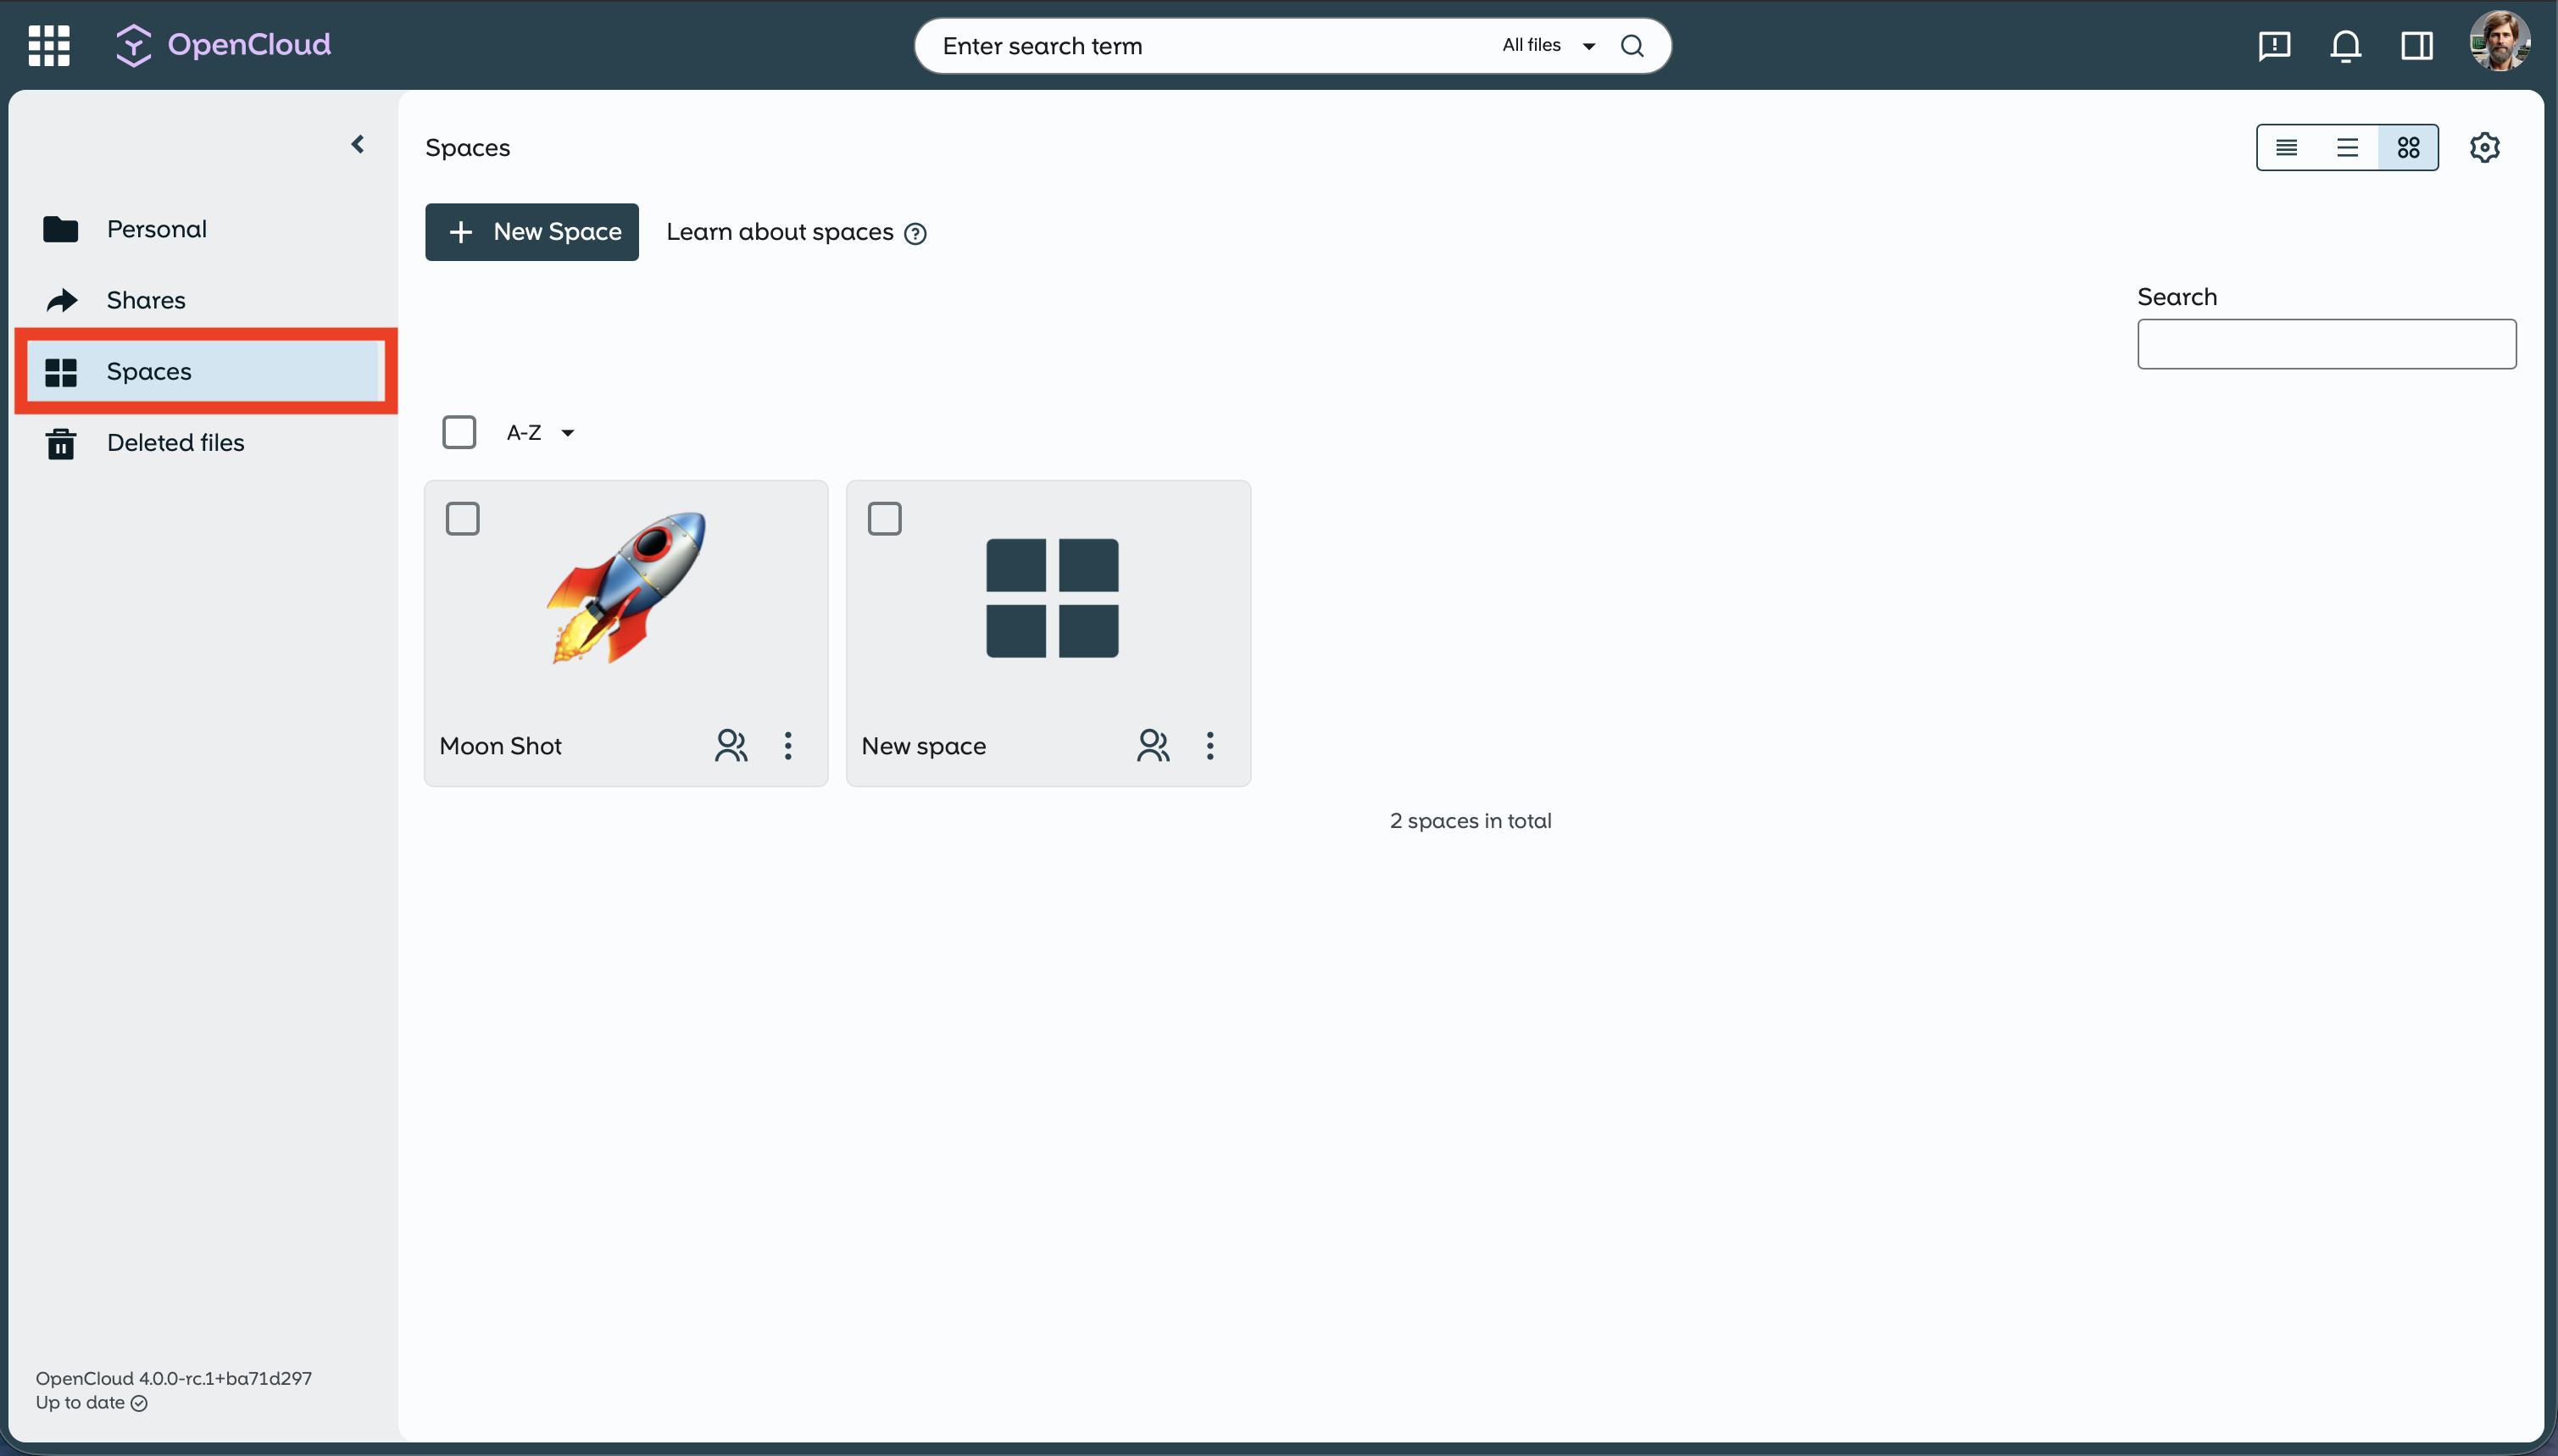 OpenCloud
Enter search term
All files
Spaces
Personal
New Space
Learn about spaces
Shares
Search
Spaces
A-Z
Deleted files
Moon Shot
New space
2 spaces in total
OpenCloud 4.0.0-rc.1+ba71d297
Up to date